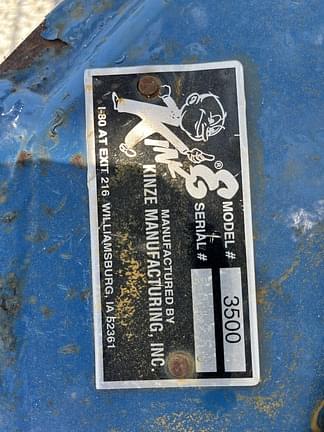 KINZE®
MODEL # 3500
SERIAL #
MANUFACTURED BY
KINZE MANUFACTURING, INC.
I-80 AT EXIT 216 WILLIAMSBURG, IA 52361